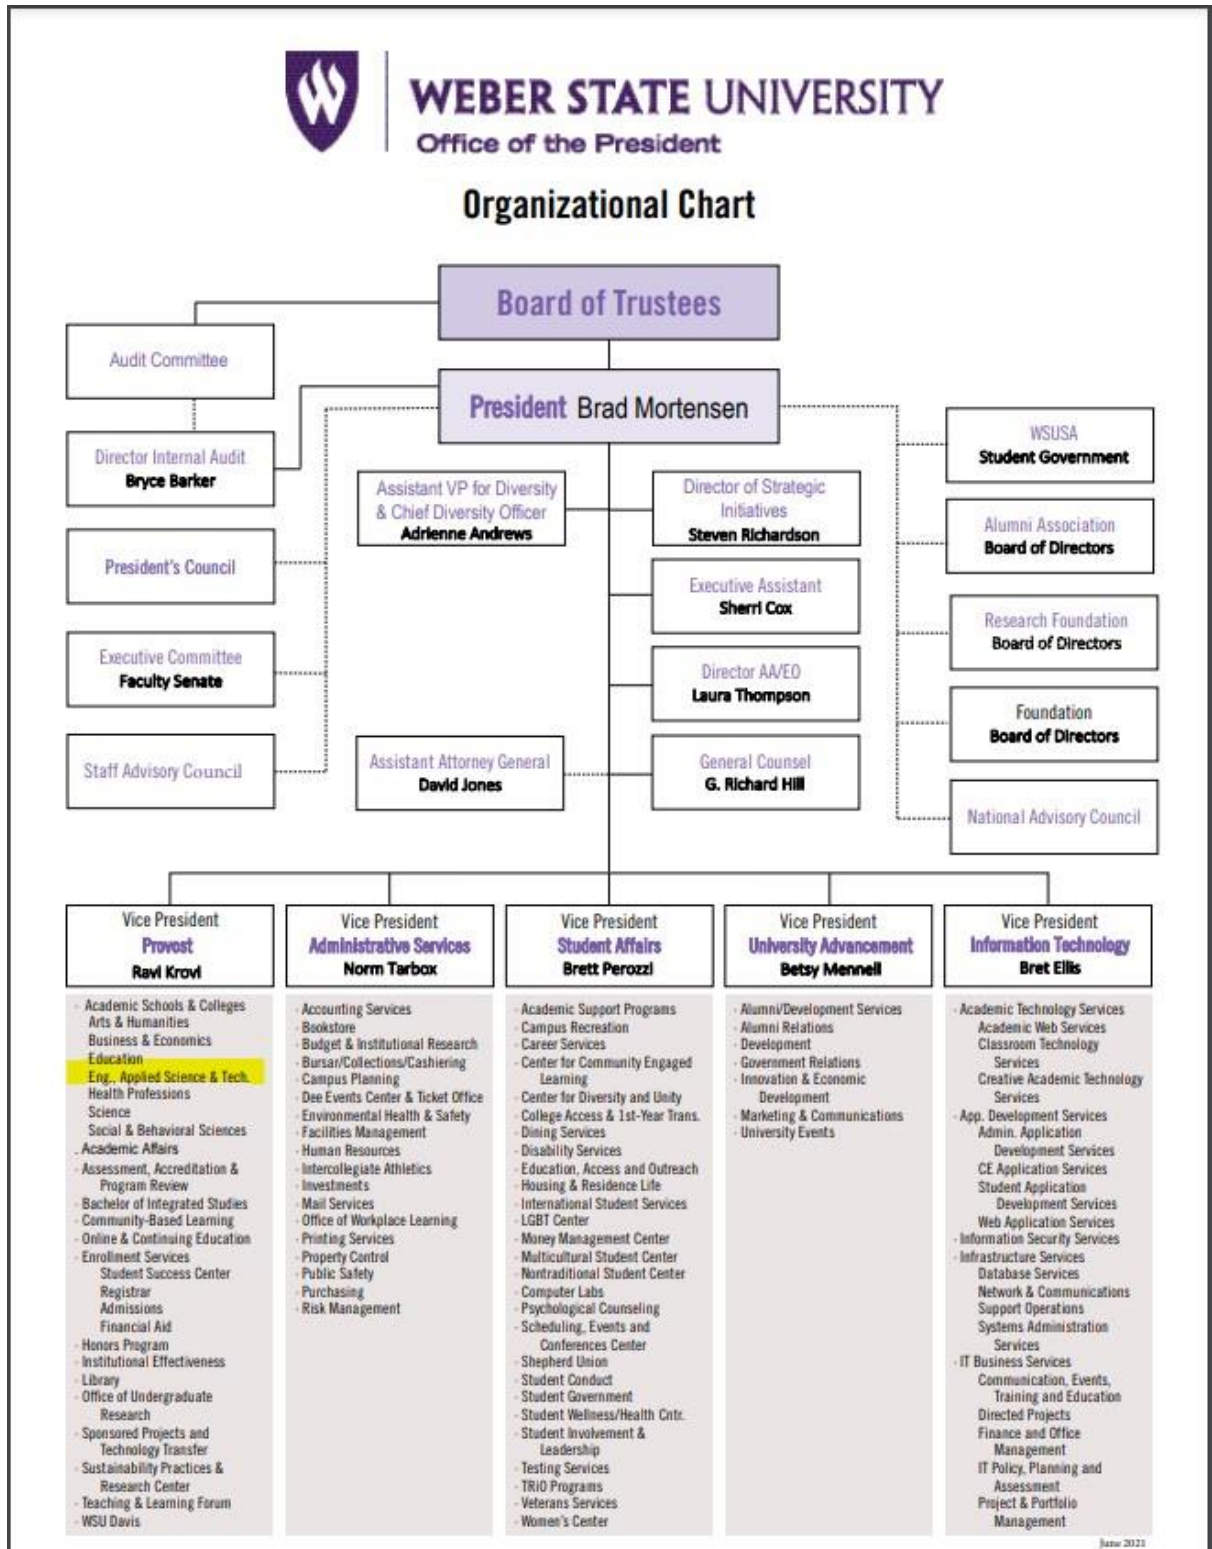 WEBER STATE UNIVERSITY
Office of the President
Organizational Chart
Board of Trustees
Audit Committee
President Brad Mortensen
Director Internal Audit
Bryce Barker
WSUSA
Student Government
Assistant VP for Diversity
& Chief Diversity Officer
Adrienne Andrews
Director of Strategic
Initiatives
Steven Richardson
Alumni Association
Board of Directors
President's Council
Executive Assistant
Sherri Cox
Research Foundation
Board of Directors
Executive Committee
Faculty Senate
Director AA/EO
Laura Thompson
Foundation
Board of Directors
Staff Advisory Council
Assistant Attorney General
David Jones
General Counsel
G. Richard Hill
National Advisory Council
Vice President
Provost
Ravi Krovi
- Academic Schools & Colleges
Arts & Humanities
Business & Economics
Education
Eng., Applied Science & Tech.
Health Professions
Science
Social & Behavioral Sciences
. Academic Affairs
- Assessment, Accreditation &
Program Review
- Bachelor of Integrated Studies
- Community-Based Learning
- Online & Continuing Education
- Enrollment Services
Student Success Center
Registrar
Admissions
Financial Aid
- Honors Program
- Institutional Effectiveness
- Library
- Office of Undergraduate
Research
- Sponsored Projects and
Technology Transfer
- Sustainability Practices &
Research Center
- Teaching & Learning Forum
- WSU Davis
Vice President
Administrative Services
Norm Tarbox
- Accounting Services
- Bookstore
- Budget & Institutional Research
- Bursar/Collections/Cashiering
- Campus Planning
- Dee Events Center & Ticket Office
- Environmental Health & Safety
- Facilities Management
- Human Resources
- Intercollegiate Athletics
- Investments
- Mail Services
- Office of Workplace Learning
- Printing Services
- Property Control
- Public Safety
- Purchasing
- Risk Management
Vice President
Student Affairs
Brett Perozzi
- Academic Support Programs
- Campus Recreation
- Career Services
- Center for Community Engaged
Learning
- Center for Diversity and Unity
- College Access & 1st-Year Trans.
- Dining Services
- Disability Services
- Education, Access and Outreach
- Housing & Residence Life
- International Student Services
- LGBT Center
- Money Management Center
- Multicultural Student Center
- Nontraditional Student Center
- Computer Labs
- Psychological Counseling
- Scheduling, Events and
Conferences Center
- Shepherd Union
- Student Conduct
- Student Government
- Student Wellness/Health Cntr.
- Student Involvement &
Leadership
- Testing Services
- TRiO Programs
- Veterans Services
- Women's Center
Vice President
University Advancement
Betsy Mennell
- Alumni/Development Services
- Alumni Relations
- Development
- Government Relations
- Innovation & Economic
Development
- Marketing & Communications
- University Events
Vice President
Information Technology
Bret Ellis
- Academic Technology Services
Academic Web Services
Classroom Technology
Services
Creative Academic Technology
Services
- App. Development Services
Admin. Application
Development Services
CE Application Services
Student Application
Development Services
Web Application Services
- Information Security Services
- Infrastructure Services
Database Services
Network & Communications
Support Operations
Systems Administration
Services
- IT Business Services
Communication, Events,
Training and Education
Directed Projects
Finance and Office
Management
IT Policy, Planning and
Assessment
Project & Portfolio
Management
June 2021